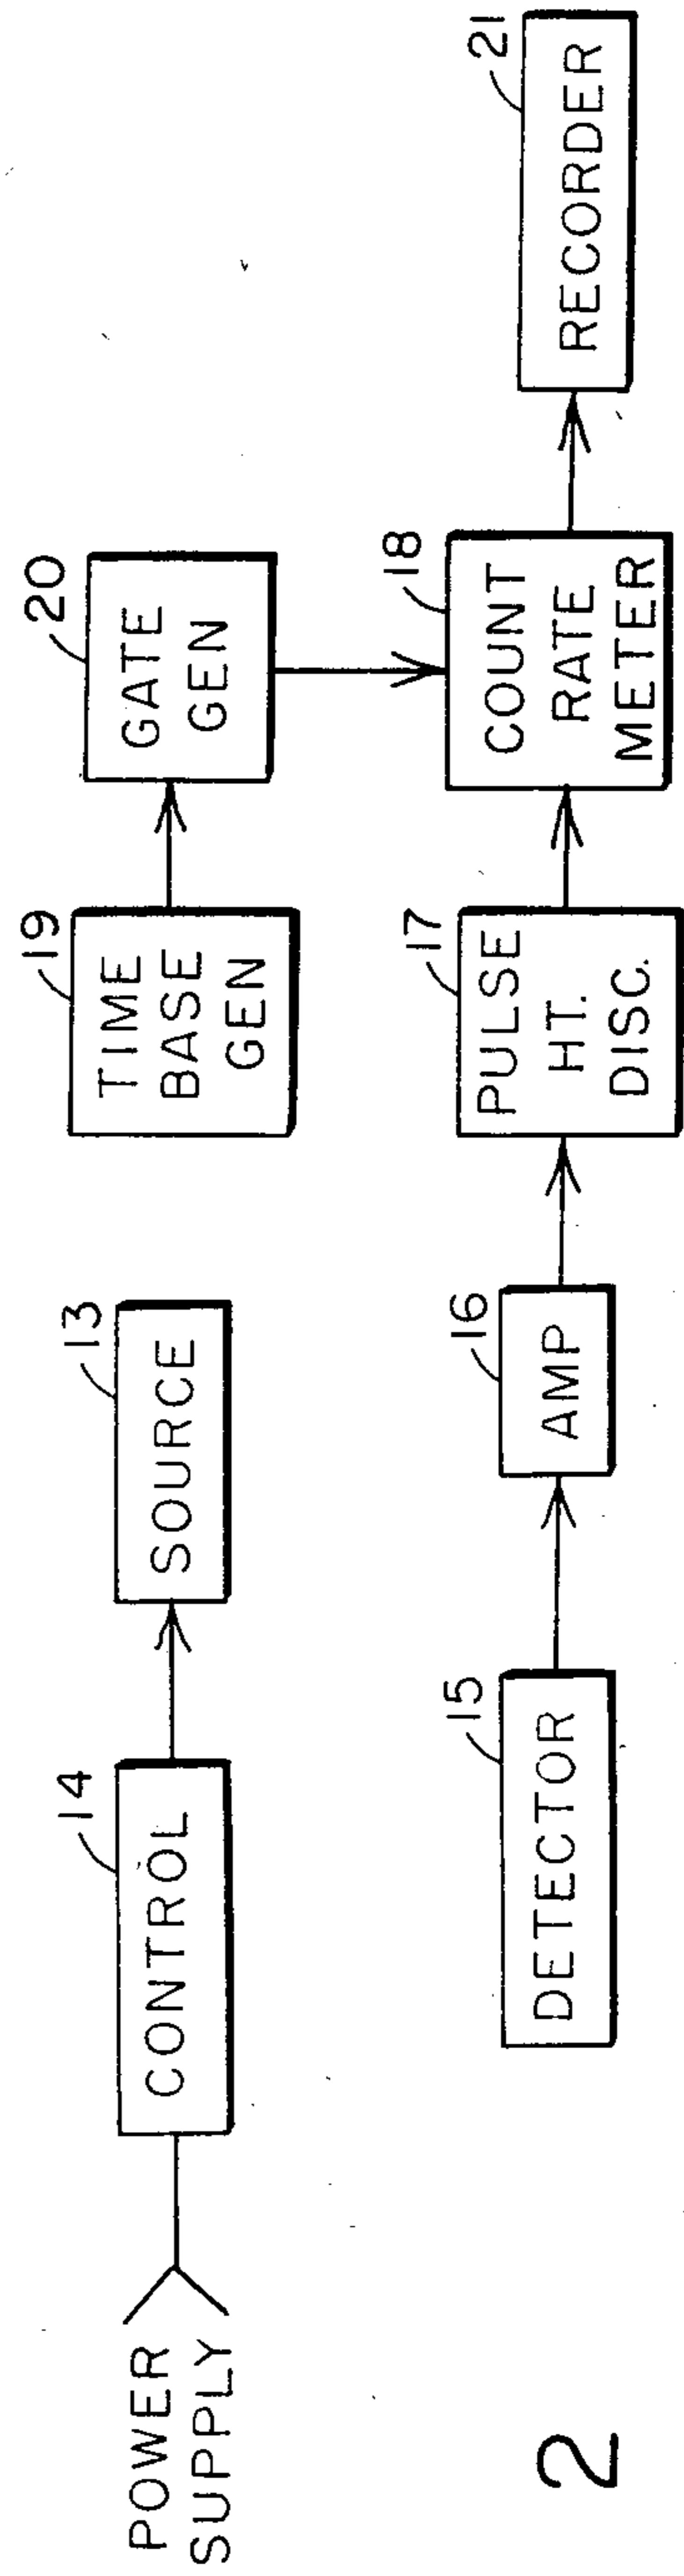 POWER
SUPPLY
14
CONTROL
13
SOURCE
19
TIME
BASE
GEN
20
GATE
GEN
15
DETECTOR
16
AMP
17
PULSE
HT.
DISC.
18
COUNT
RATE
METER
21
RECORDER
2